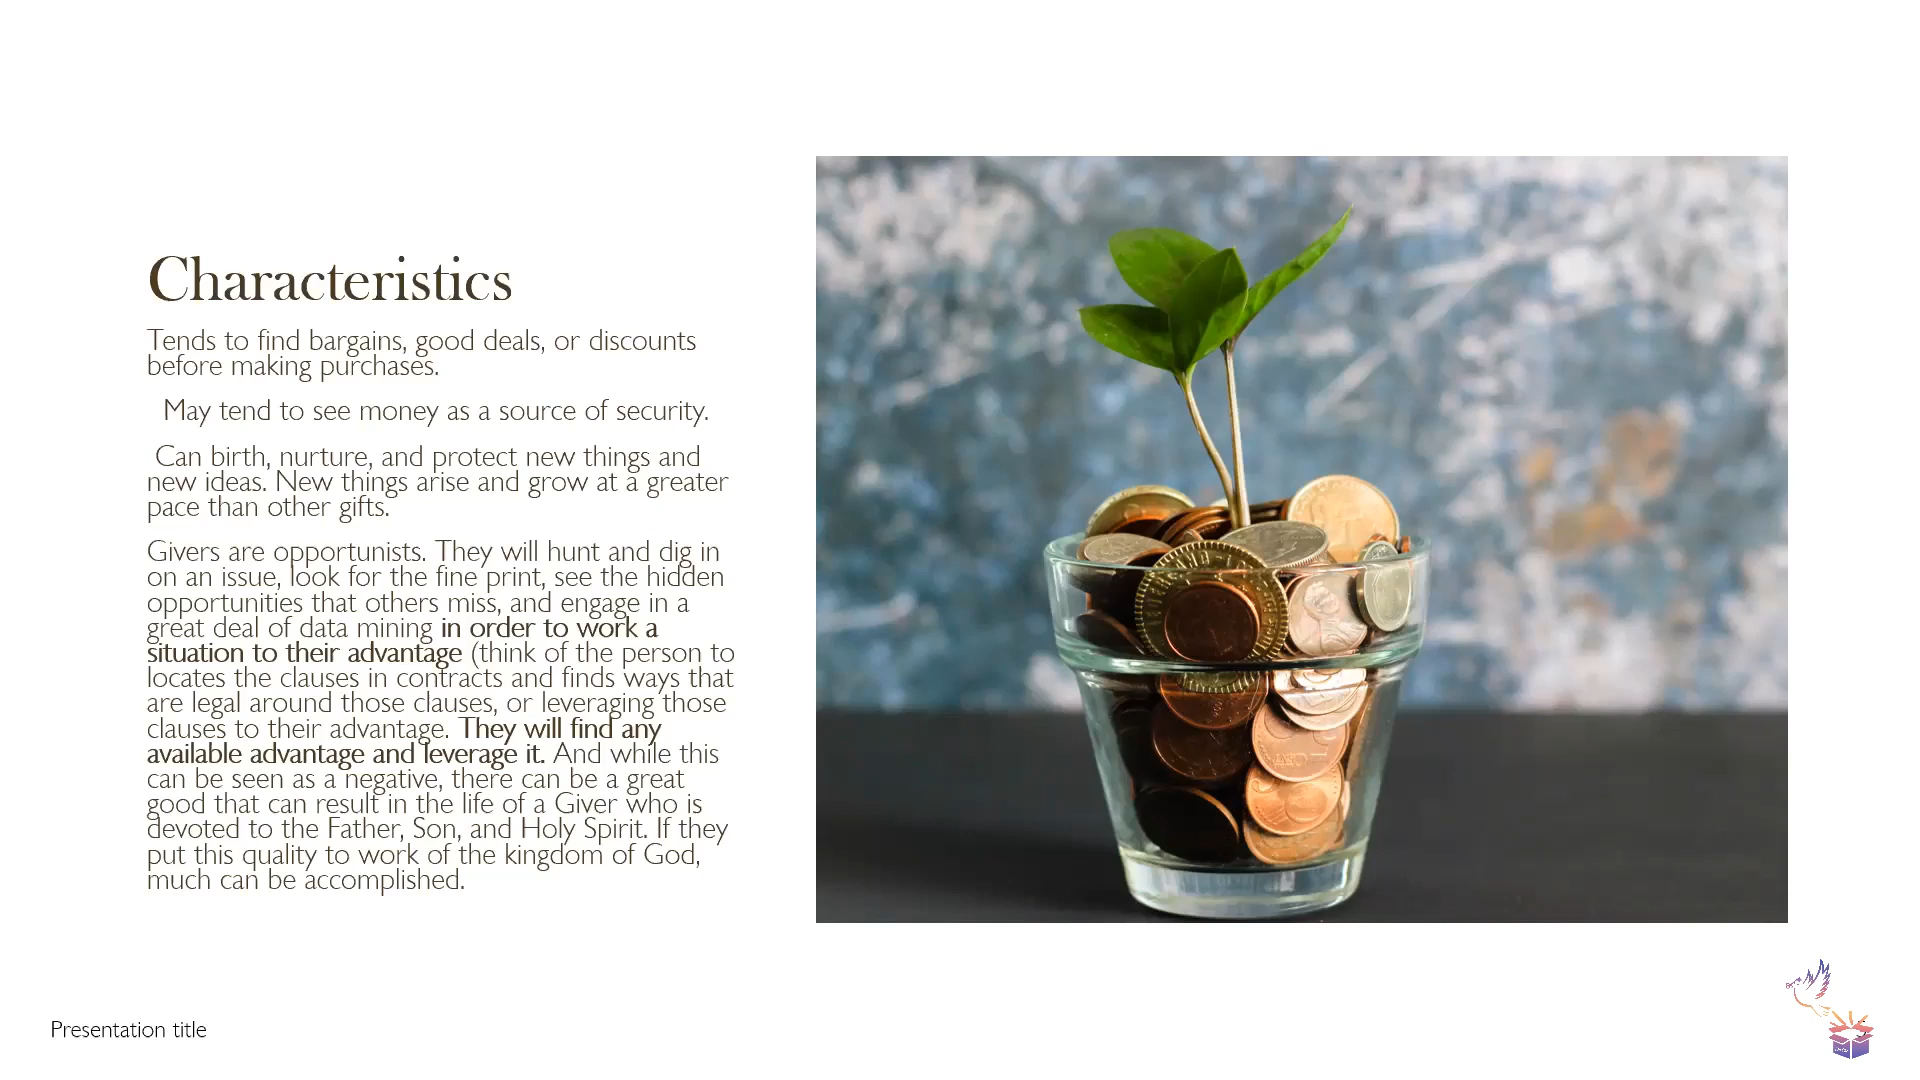 Characteristics
Tends to find bargains, good deals, or discounts
before making purchases.
May tend to see money as a source of security.
Can birth, nurture, and protect new things and
new ideas. New things arise and grow at a greater
pace than other gifts.
Givers are opportunists. They will hunt and dig in
on an issue, look for the fine print, see the hidden
opportunities that others miss, and engage in a
great deal of data mining in order to work a
situation to their advantage (think of the person to
locates the clauses in contracts and finds ways that
are legal around those clauses, or leveraging those
clauses to their advantage. They will find any
available advantage and leverage it. And while this
can be seen as a negative, there can be a great
good that can result in the life of a Giver who is
devoted to the Father, Son, and Holy Spirit. If they
put this quality to work of the kingdom of God,
much can be accomplished.
Presentation title